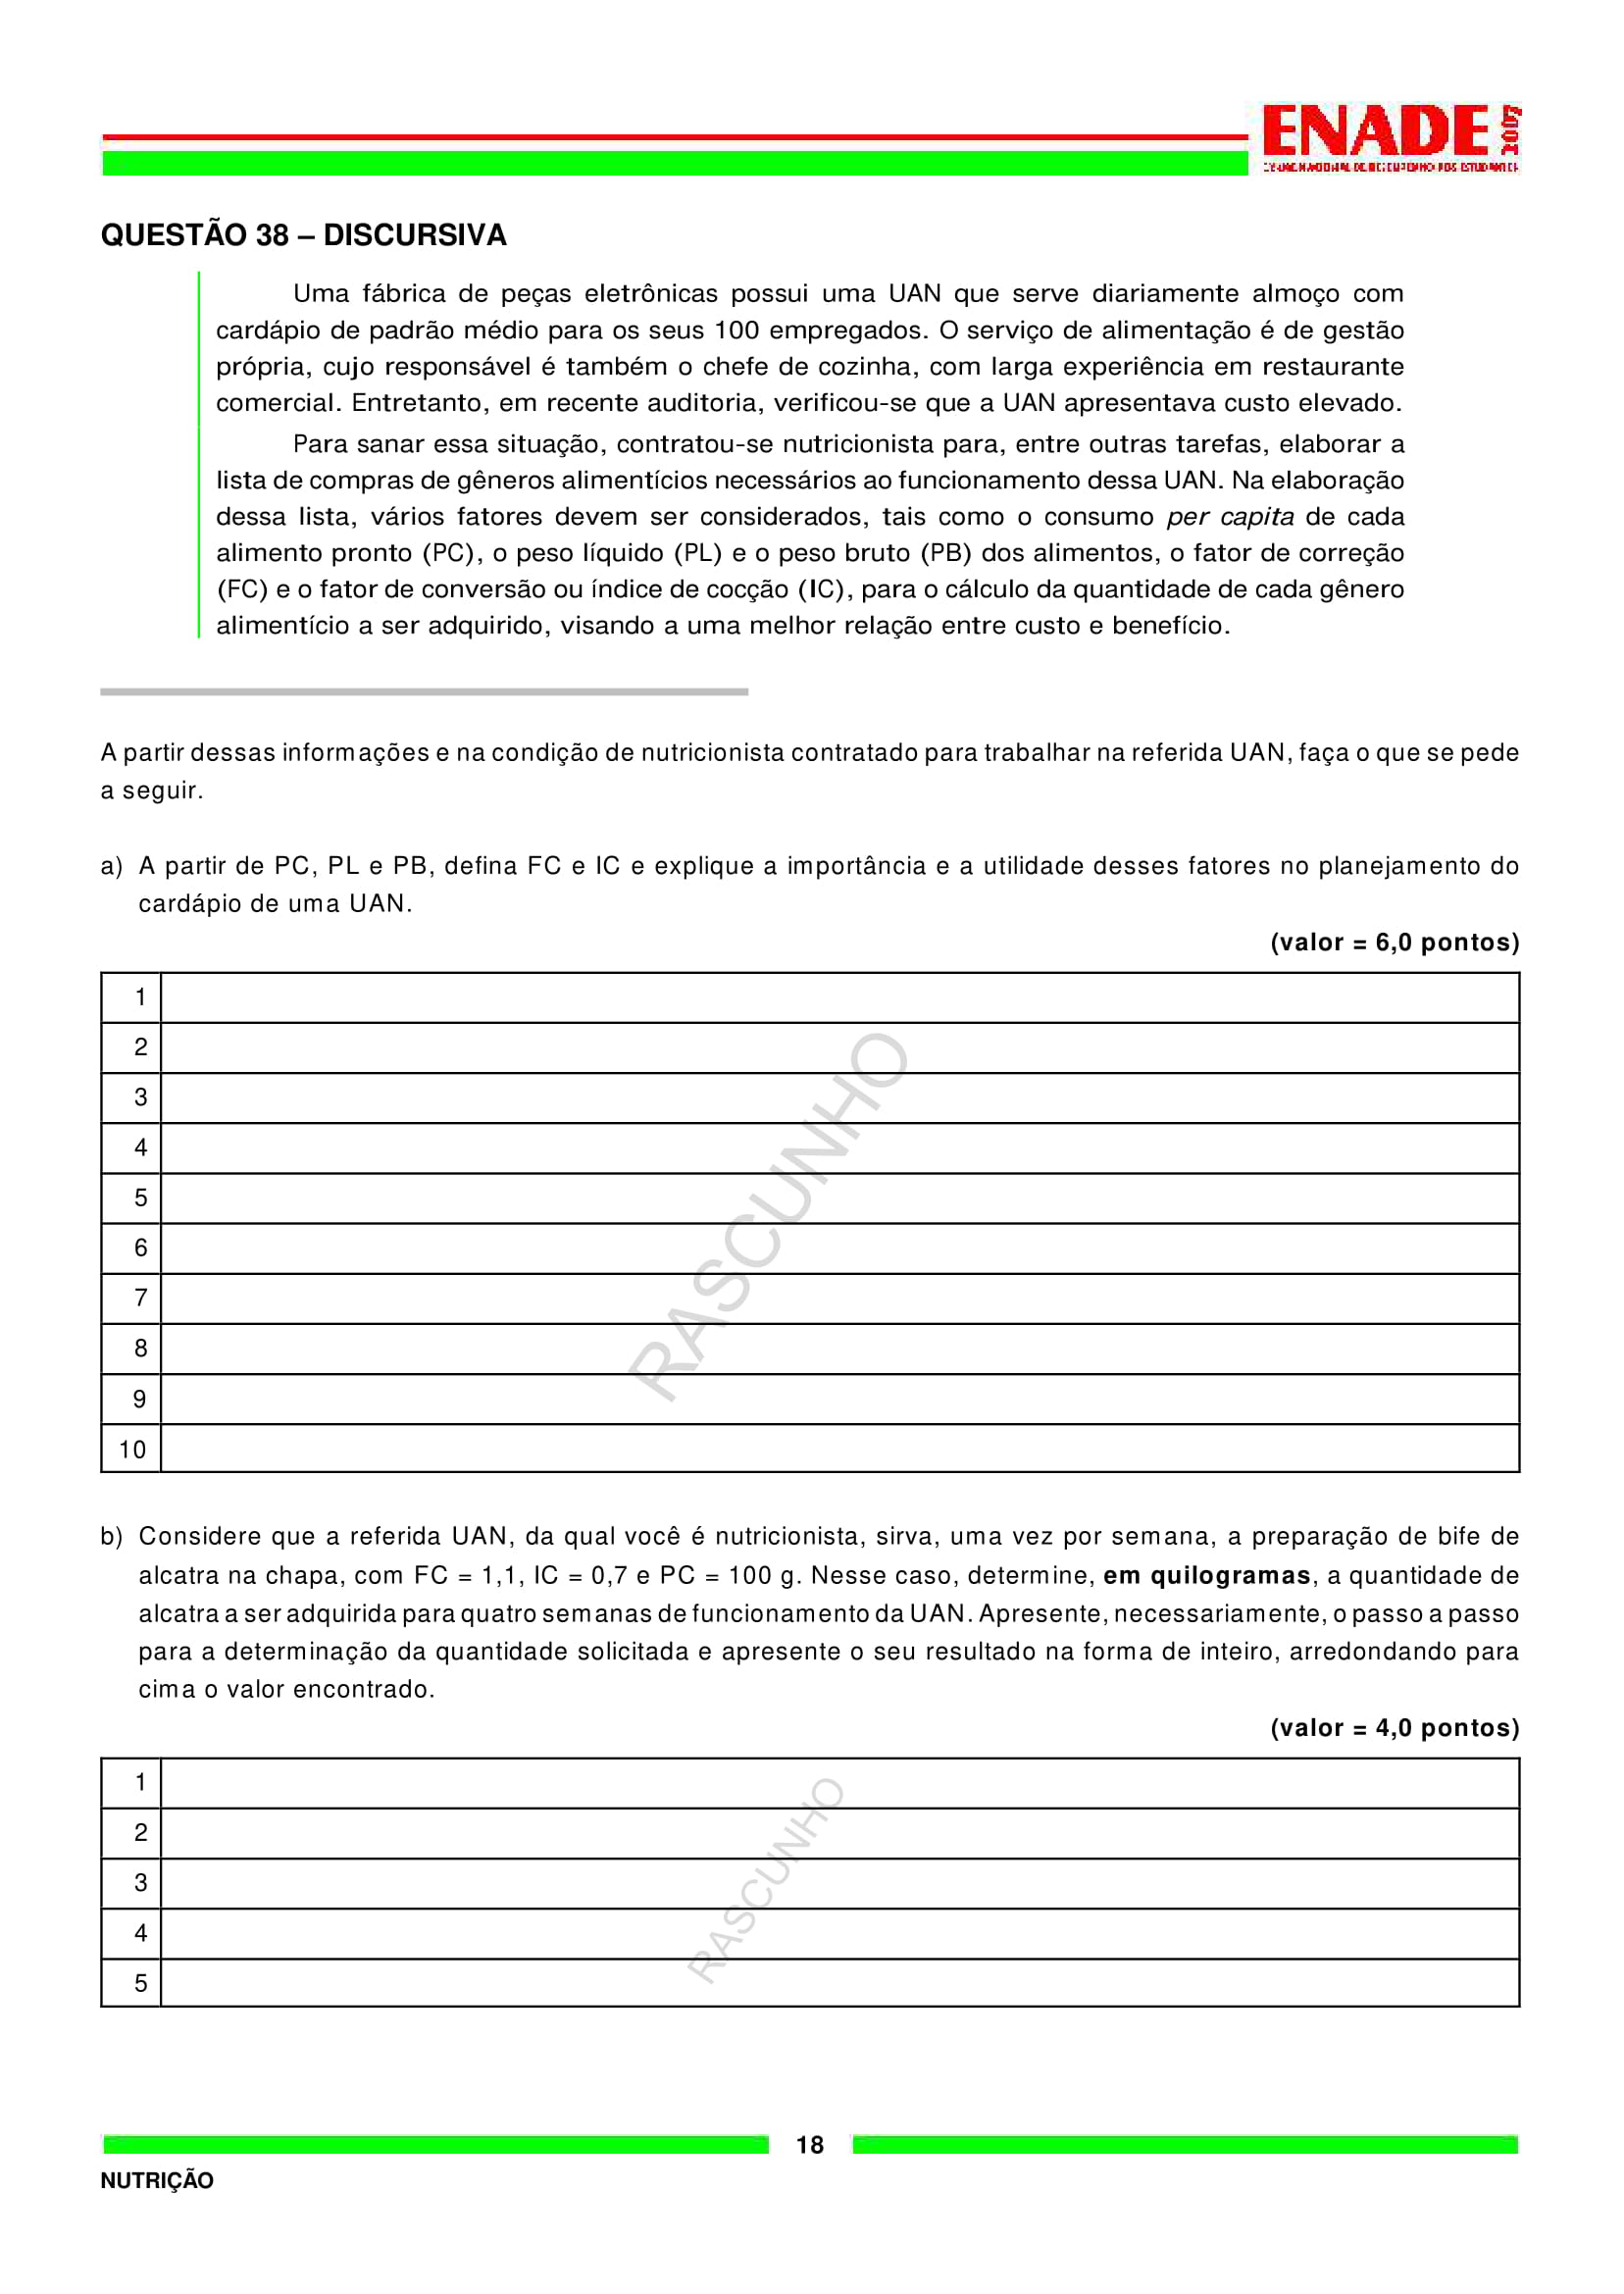 ENADE
QUESTÃO 38 – DISCURSIVA
Uma fábrica de peças eletrônicas possui uma UAN que serve diariamente almoço com
cardápio de padrão médio para os seus 100 empregados. O serviço de alimentação é de gestão
própria, cujo responsável é também o chefe de cozinha, com larga experiência em restaurante
comercial. Entretanto, em recente auditoria, verificou-se que a UAN apresentava custo elevado.
Para sanar essa situação, contratou-se nutricionista para, entre outras tarefas, elaborar a
lista de compras de gêneros alimentícios necessários ao funcionamento dessa UAN. Na elaboração
dessa lista, vários fatores devem ser considerados, tais como o consumo per capita de cada
alimento pronto (PC), o peso líquido (PL) e o peso bruto (PB) dos alimentos, o fator de correção
(FC) e o fator de conversão ou índice de cocção (IC), para o cálculo da quantidade de cada gênero
alimentício a ser adquirido, visando a uma melhor relação entre custo e benefício.
A partir dessas informações e na condição de nutricionista contratado para trabalhar na referida UAN, faça o que se pede
a seguir.
a) A partir de PC, PL e PB, defina FC e IC e explique a importância e a utilidade desses fatores no planejamento do
cardápio de uma UAN.
(valor = 6,0 pontos)
1
2
3
4
5
6
7
8
9
10
RASCUNHO
b) Considere que a referida UAN, da qual você é nutricionista, sirva, uma vez por semana, a preparação de bife de
alcatra na chapa, com FC = 1,1, IC = 0,7 e PC = 100 g. Nesse caso, determine, em quilogramas, a quantidade de
alcatra a ser adquirida para quatro semanas de funcionamento da UAN. Apresente, necessariamente, o passo a passo
para a determinação da quantidade solicitada e apresente o seu resultado na forma de inteiro, arredondando para
cima o valor encontrado.
(valor = 4,0 pontos)
1
2
3
4
5
RASCUNHO
18
NUTRIÇÃO